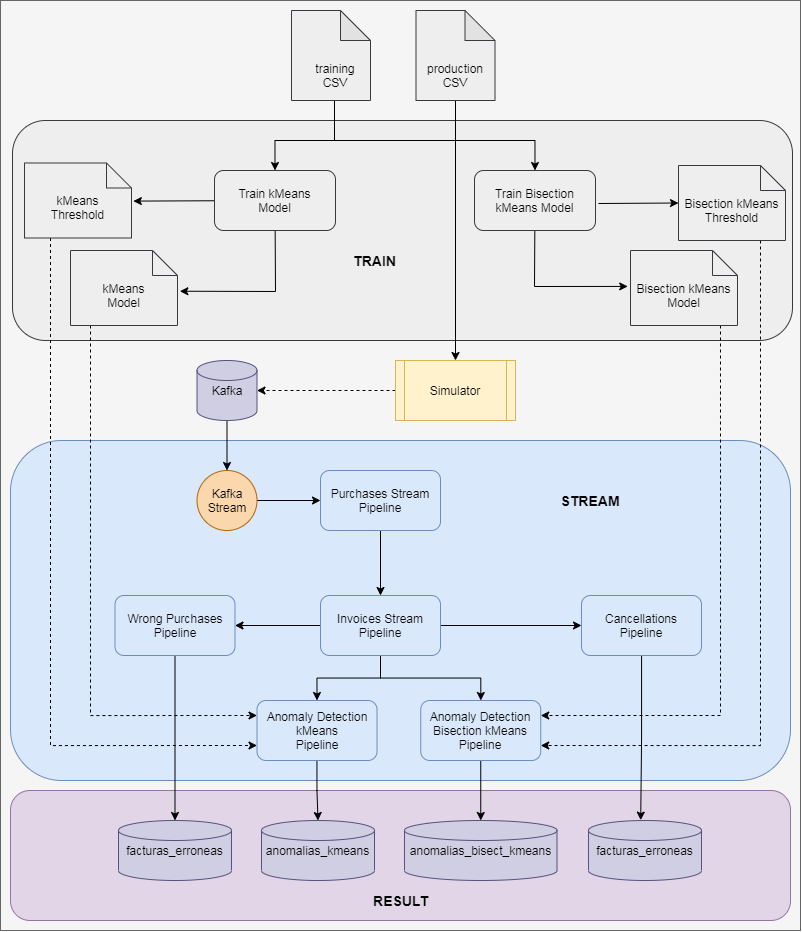 training
CSV
production
CSV
kMeans
Threshold
Train kMeans
Model
Train Bisection
kMeans Model
Bisection kMeans
Threshold
TRAIN
kMeans
Model
Bisection kMeans
Model
Kafka
Simulator
Kafka
Stream
Purchases Stream
Pipeline
STREAM
Wrong Purchases
Pipeline
Invoices Stream
Pipeline
Cancellations
Pipeline
Anomaly Detection
kMeans
Pipeline
Anomaly Detection
Bisection kMeans
Pipeline
facturas_erroneas
anomalias_kmeans
anomalias_bisect_kmeans
facturas_erroneas
RESULT